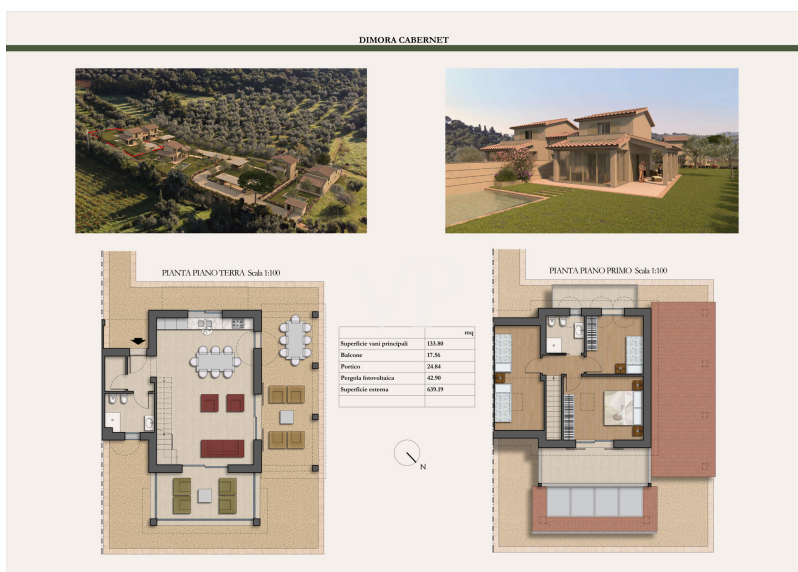 DIMORA CABERNET
PIANTA PIANO TERRA Scala 1:100
PIANTA PIANO PRIMO Scala 1:100
mq
Superficie vani principali 133.80
Balcone 17.56
Portico 24.84
Pergola fotovoltaica 42.90
Superficie esterna 639.19
N